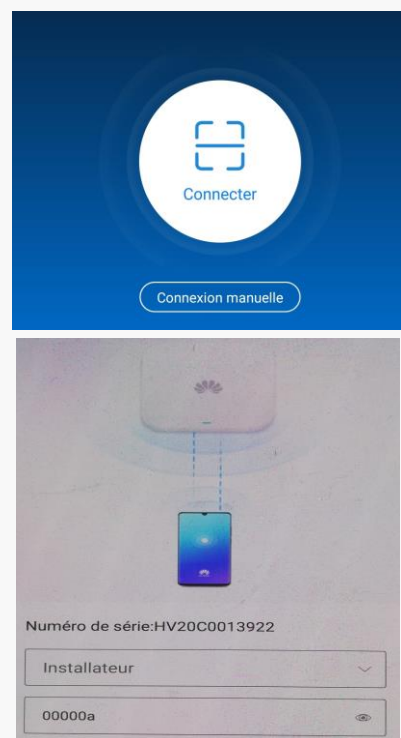 Connecter
Connexion manuelle
Numéro de série:HV20C0013922
Installateur
00000a